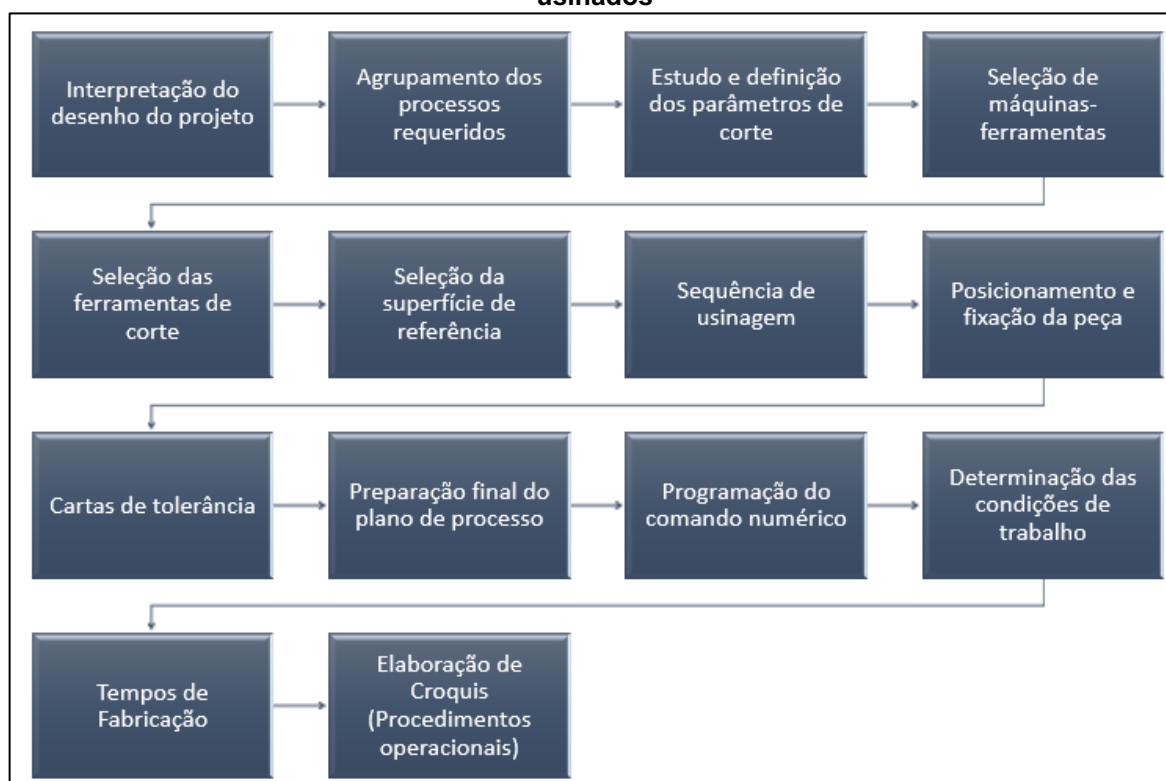 usinados
Interpretação do
desenho do projeto
Agrupamento dos
processos
requeridos
Estudo e definição
dos parâmetros de
corte
Seleção de
máquinas-
ferramentas
Seleção das
ferramentas de
corte
Seleção da
superfície de
referência
Sequência de
usinagem
Posicionamento e
fixação da peça
Cartas de tolerância
Preparação final do
plano de processo
Programação do
comando numérico
Determinação das
condições de
trabalho
Tempos de
Fabricação
Elaboração de
Croquis
(Procedimentos
operacionais)